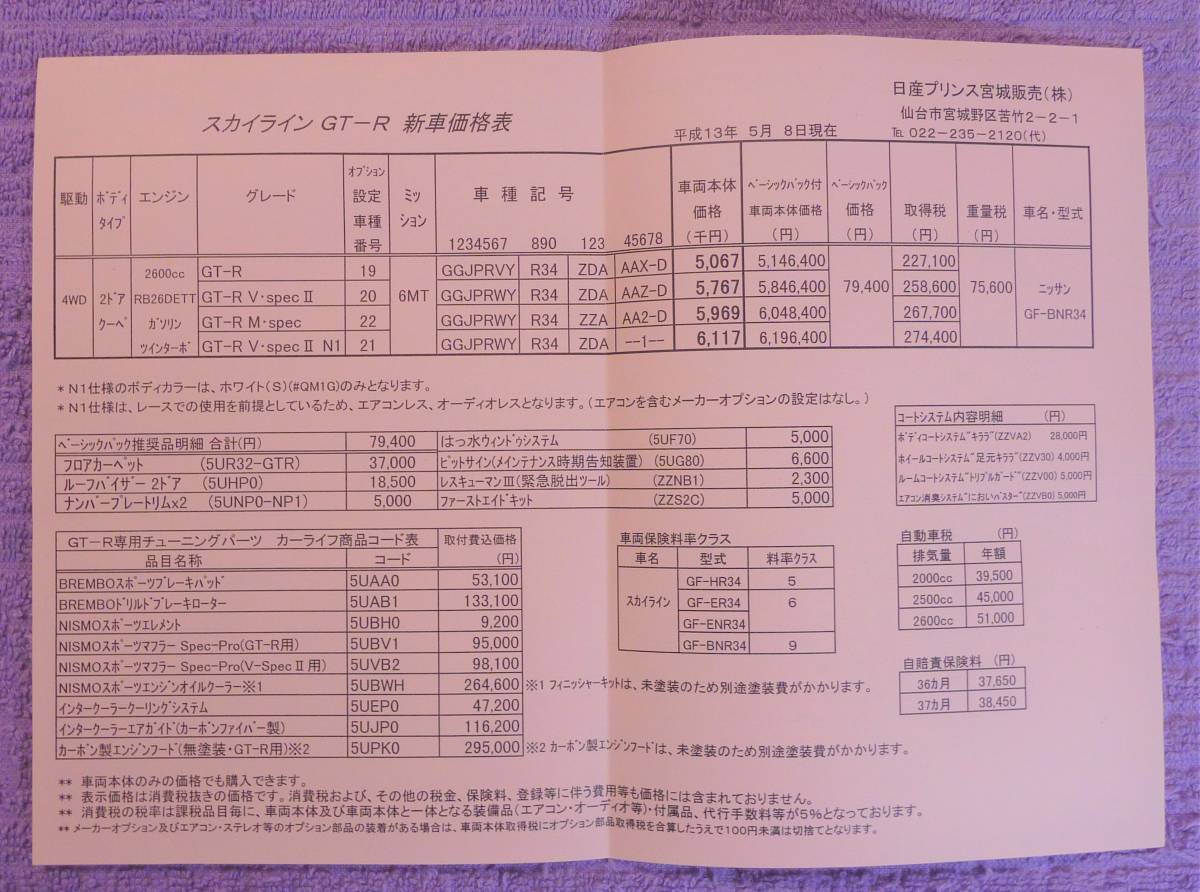 日産プリンス宮城販売(株)
仙台市宮城野区苦竹2-2-1
スカイライン GT-R 新車価格表
平成13年 5月 8日現在
℡ 022-235-2120(代)
駆動 ボディタイプ エンジン グレード オプション設定車種番号 ミッション 車種記号 車両本体価格(千円) ベーシックパック付車両本体価格(円) ベーシックパック価格(円) 取得税(円) 重量税(円) 車名・型式
1234567 890 123 45678
4WD 2ドアクーペ 2600cc RB26DETT ガソリン ツインターボ 6MT 79,400 75,600 ニッサン GF-BNR34
GT-R 19 GGJPRVY R34 ZDA AAX-D 5,067 5,146,400 227,100
GT-R V・specⅡ 20 GGJPRWY R34 ZDA AAZ-D 5,767 5,846,400 258,600
GT-R M・spec 22 GGJPRWY R34 ZZA AA2-D 5,969 6,048,400 267,700
GT-R V・specⅡ N1 21 GGJPRWY R34 ZDA --1-- 6,117 6,196,400 274,400
* N1仕様のボディカラーは、ホワイト(S)(#QM1G)のみとなります。
* N1仕様は、レースでの使用を前提としているため、エアコンレス、オーディオレスとなります。(エアコンを含むメーカーオプションの設定はなし。)
ベーシックパック推奨品明細 合計(円) 79,400
フロアカーペット (5UR32-GTR) 37,000
ルーフバイザー 2ドア (5UHP0) 18,500
ナンバープレートリムx2 (5UNP0-NP1) 5,000
はっ水ウィンドゥシステム (5UF70) 5,000
ピットサイン(メインテナンス時期告知装置) (5UG80) 6,600
レスキューマンⅢ(緊急脱出ツール) (ZZNB1) 2,300
ファーストエイドキット (ZZS2C) 5,000
コートシステム内容明細 (円)
ボディコートシステム"キララ"(ZZVA2) 28,000円
ホイールコートシステム"足元キララ"(ZZV30) 4,000円
ルームコートシステム"トリプルガード"(ZZV00) 5,000円
エアコン消臭システム"においバスター"(ZZVB0) 5,000円
GT-R専用チューニングパーツ カーライフ商品コード表 取付費込価格
品目名称 コード (円)
BREMBOスポーツブレーキパッド 5UAA0 53,100
BREMBOドリルドブレーキローター 5UAB1 133,100
NISMOスポーツエレメント 5UBH0 9,200
NISMOスポーツマフラー Spec-Pro(GT-R用) 5UBV1 95,000
NISMOスポーツマフラー Spec-Pro(V-SpecⅡ用) 5UVB2 98,100
NISMOスポーツエンジンオイルクーラー※1 5UBWH 264,600 ※1 フィニッシャーキットは、未塗装のため別途塗装費がかかります。
インタークーラークーリングシステム 5UEP0 47,200
インタークーラーエアガイド(カーボンファイバー製) 5UJP0 116,200
カーボン製エンジンフード(無塗装・GT-R用)※2 5UPK0 295,000 ※2 カーボン製エンジンフードは、未塗装のため別途塗装費がかかります。
車両保険料率クラス
車名 型式 料率クラス
スカイライン
GF-HR34 5
GF-ER34 6
GF-ENR34
GF-BNR34 9
自動車税 (円)
排気量 年額
2000cc 39,500
2500cc 45,000
2600cc 51,000
自賠責保険料 (円)
36カ月 37,650
37カ月 38,450
** 車両本体のみの価格でも購入できます。
** 表示価格は消費税抜きの価格です。消費税および、その他の税金、保険料、登録等に伴う費用等も価格には含まれておりません。
** 消費税の税率は課税品目毎に、車両本体及び車両本体と一体となる装備品(エアコン・オーディオ等)・付属品、代行手数料等が5%となっております。
** メーカーオプション及びエアコン・ステレオ等のオプション部品の装着がある場合は、車両本体取得税にオプション部品取得税を合算したうえで100円未満は切捨てとなります。